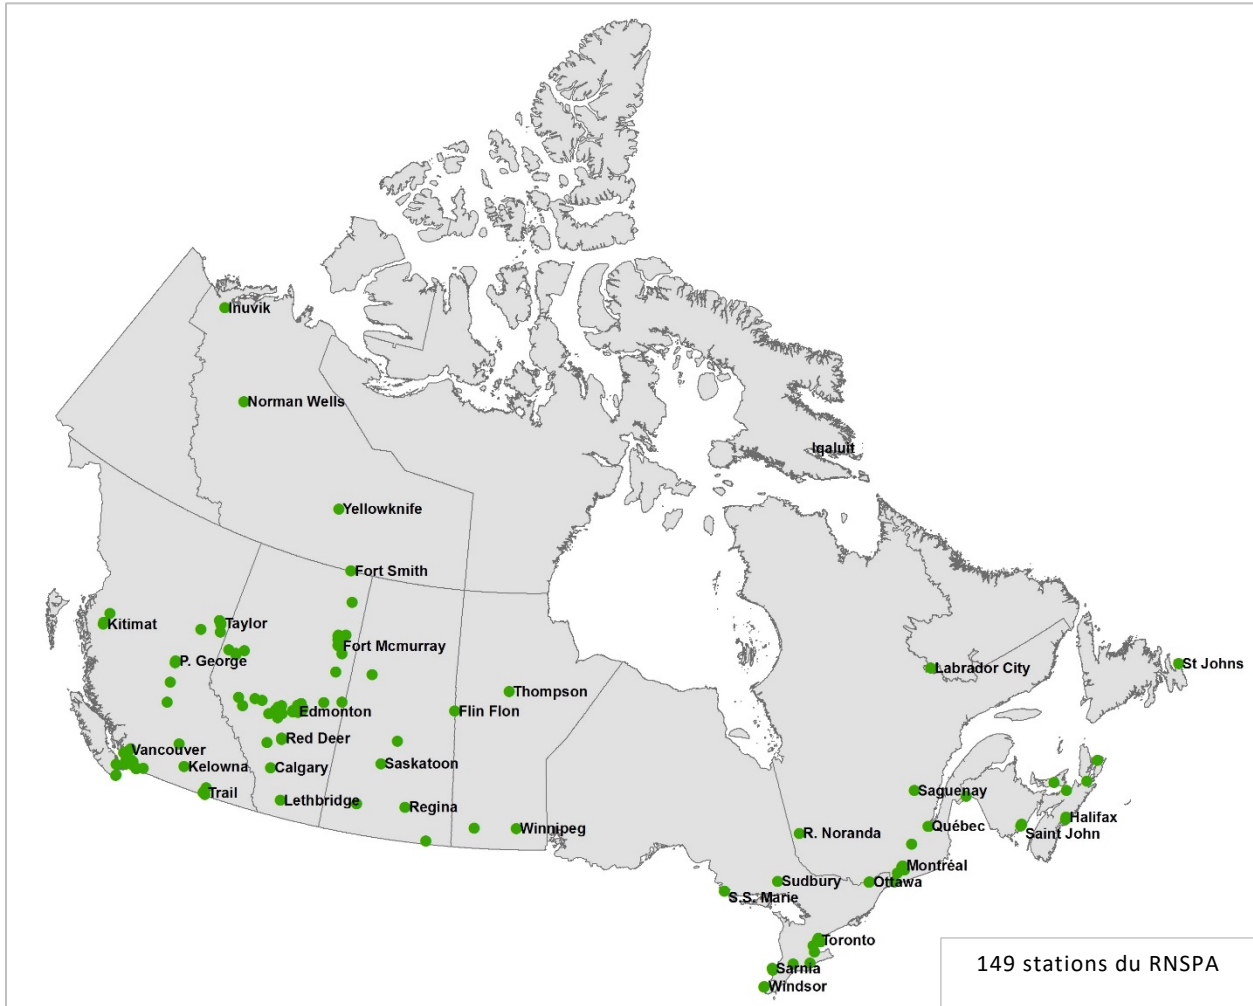 Inuvik
Norman Wells
Iqaluit
Yellowknife
Fort Smith
Kitimat
Taylor
Fort Mcmurray
P. George
Labrador City
St Johns
Thompson
Edmonton
Flin Flon
Red Deer
Vancouver
Kelowna
Calgary
Saskatoon
Trail
Lethbridge
Regina
Saguenay
Winnipeg
R. Noranda
Québec
Halifax
Saint John
Montréal
Sudbury
Ottawa
S.S. Marie
Toronto
Sarnia
Windsor
149 stations du RNSPA